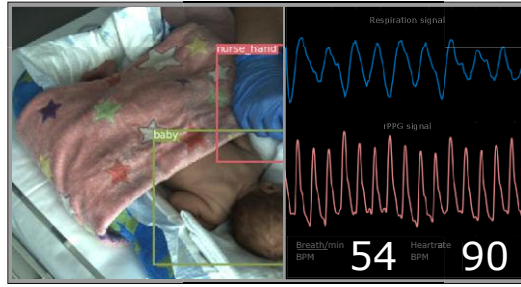 nurse_hand
baby
Respiration signal
rPPG signal
Breath/min
BPM
54
Heartrate
BPM
90